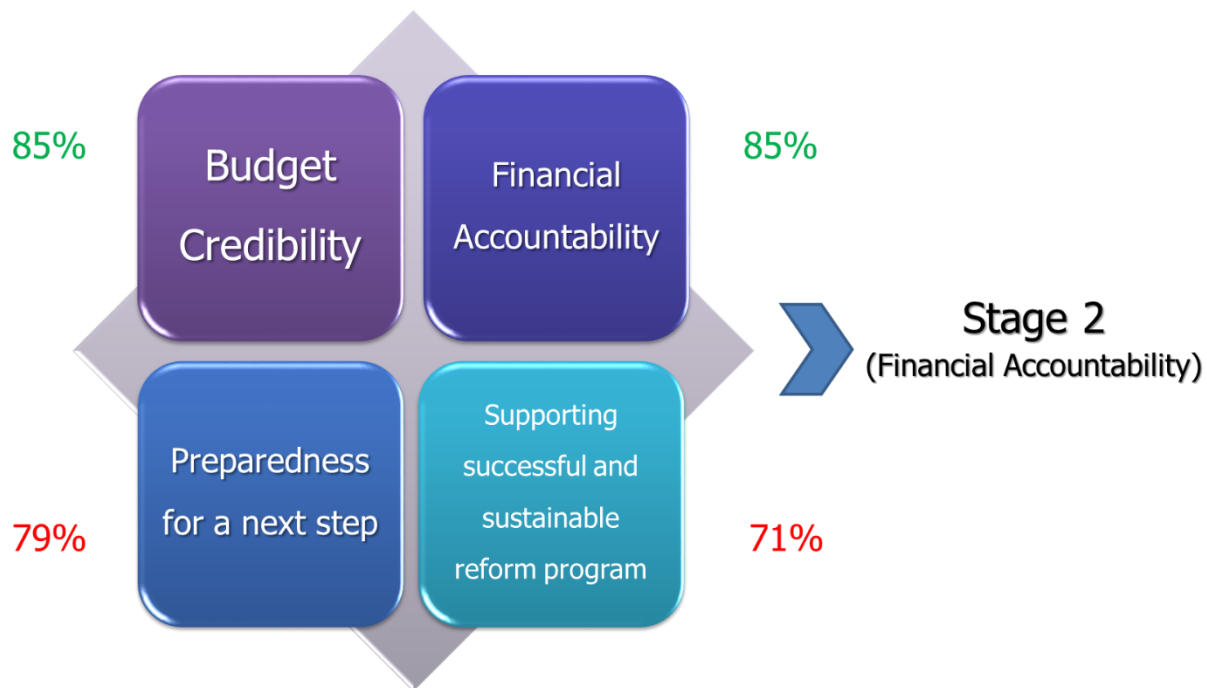 85%
Budget
Credibility
Financial
Accountability
85%
Stage 2
(Financial Accountability)
79%
Preparedness
for a next step
Supporting
successful and
sustainable
reform program
71%